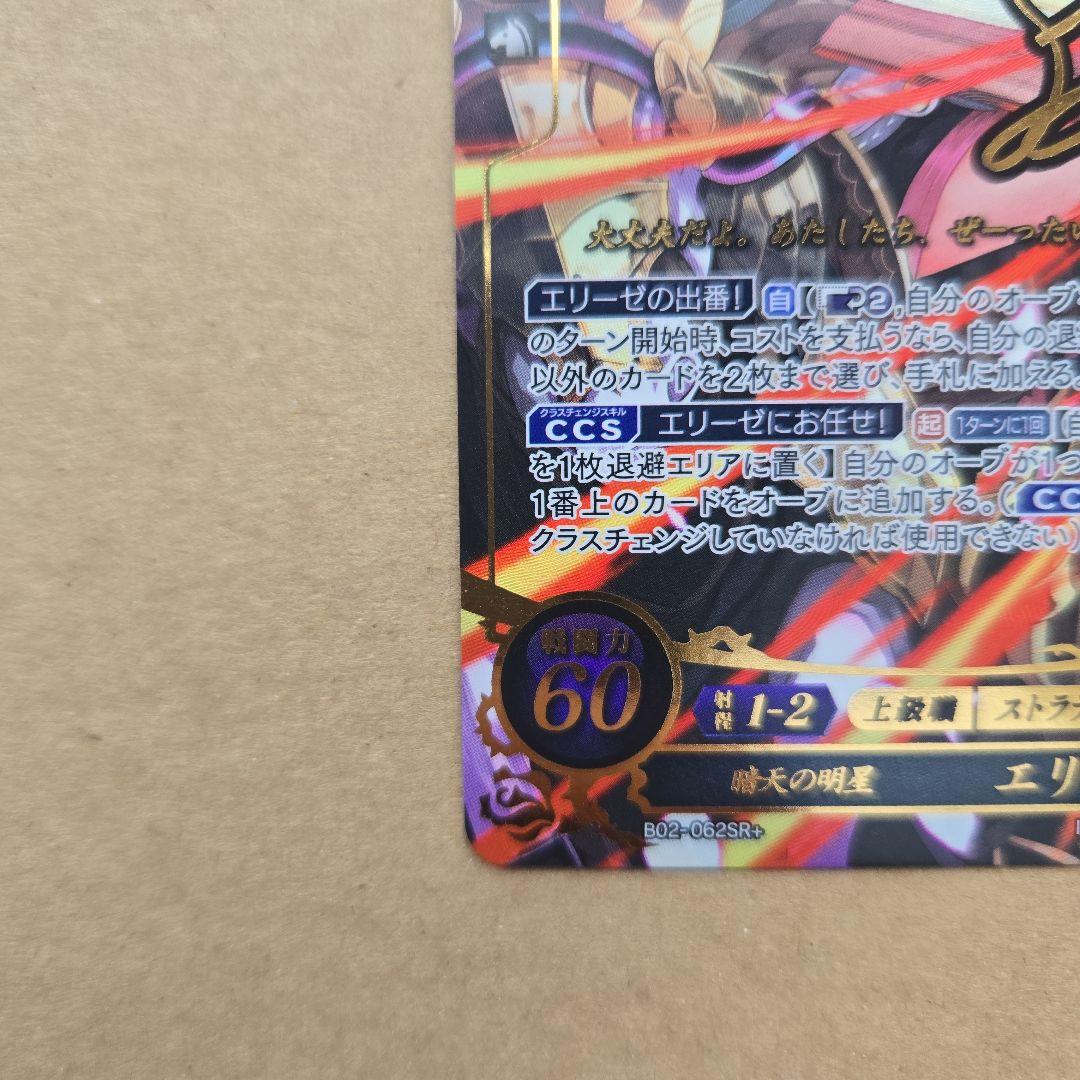 大丈夫だよ。あたしたち、ぜーったい
エリーゼの出番! 自【 2,自分のオーブ
のターン開始時、コストを支払うなら、自分の退
以外のカードを2枚まで選び、手札に加える。
クラスチェンジスキル
CCS エリーゼにお任せ! 起 1ターンに1回【自
を1枚退避エリアに置く】自分のオーブが1つ
1番上のカードをオーブに追加する。( CC
クラスチェンジしていなければ使用できない)
戦闘力
60
射程 1-2 上級職 ストラ
暗天の明星 エリ
B02-062SR+